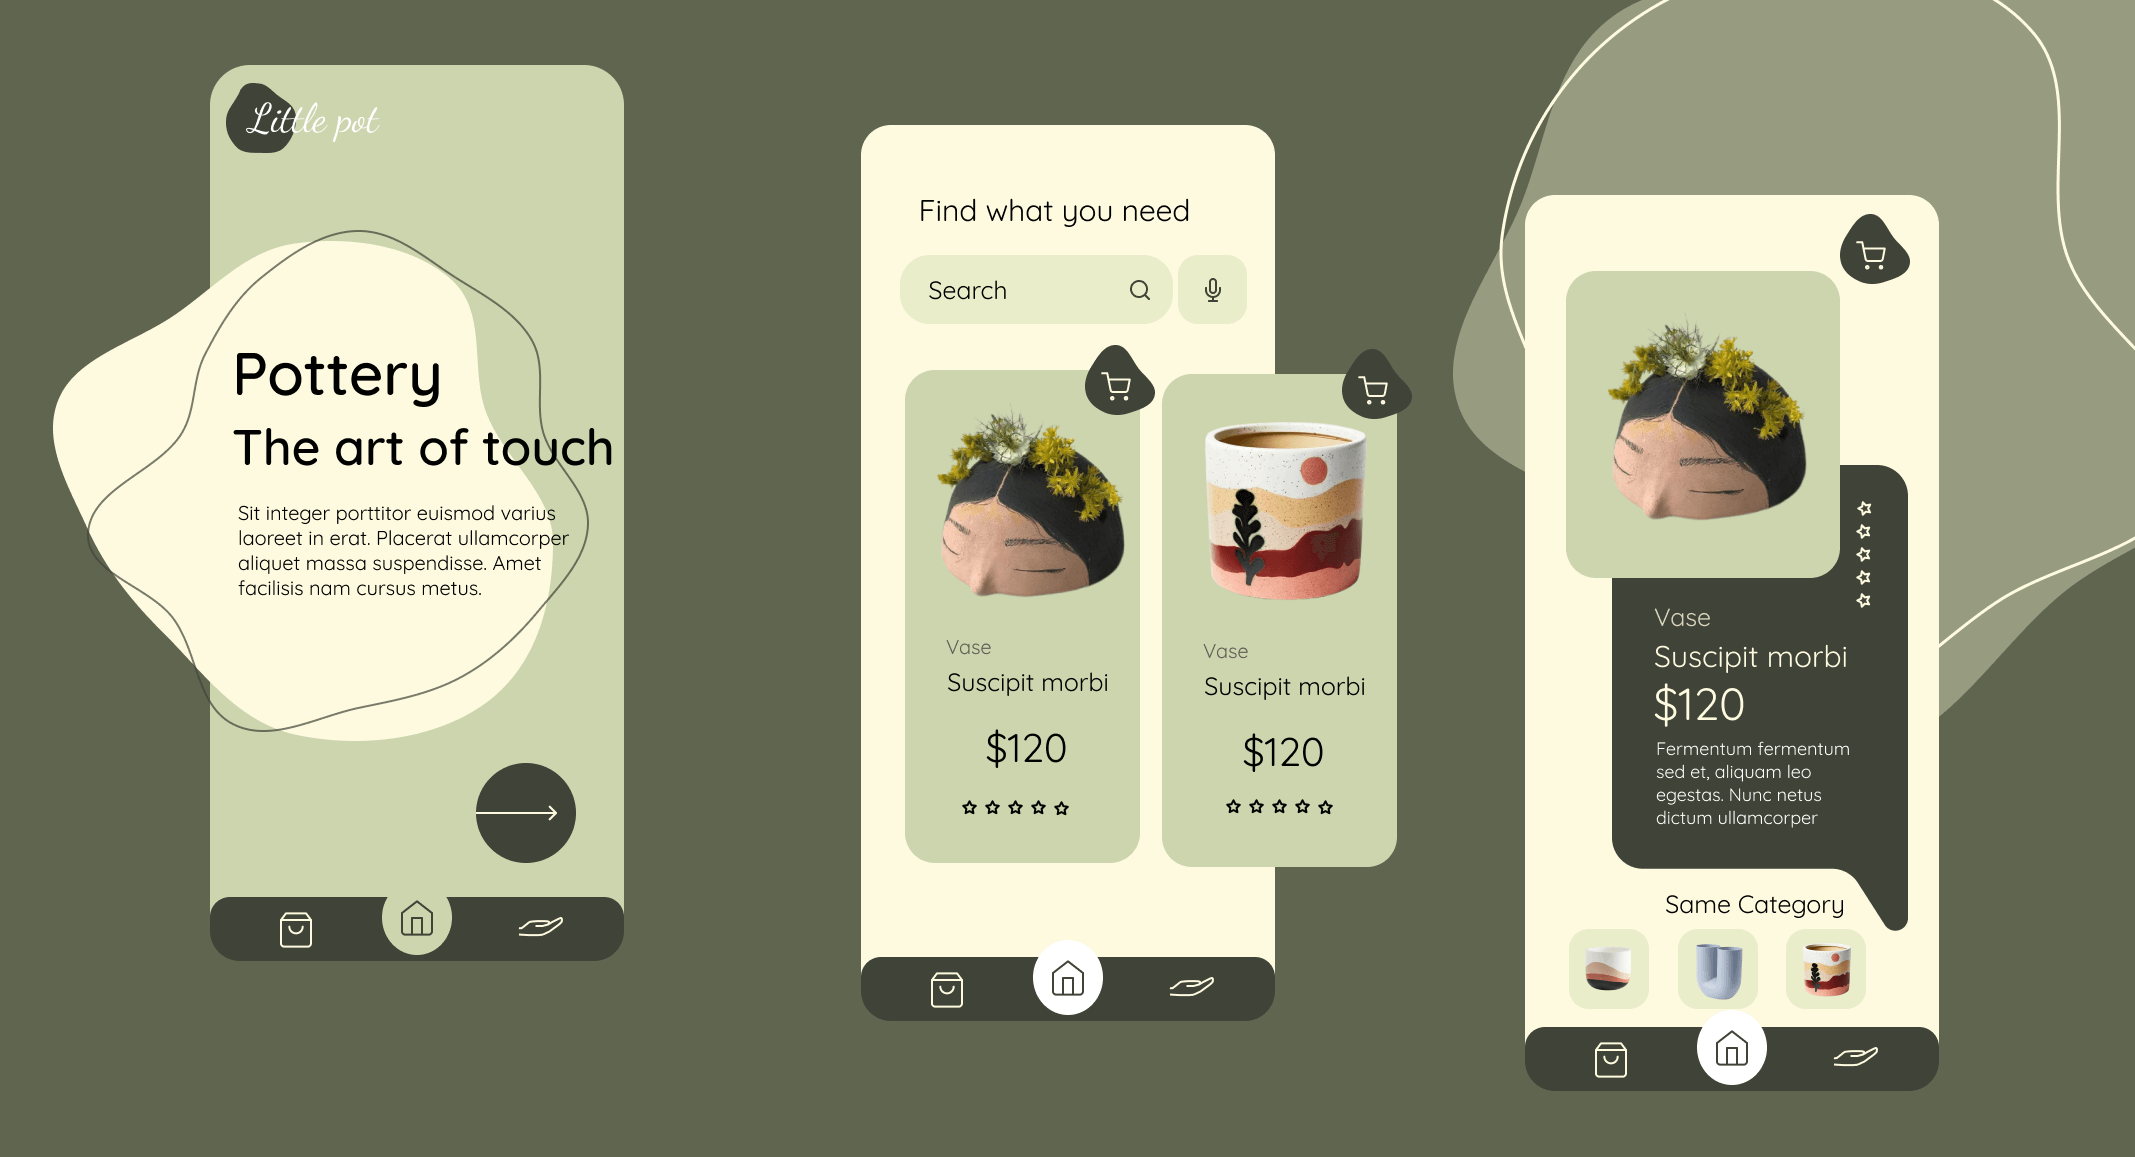 Little pot
Pottery
The art of touch
Sit integer porttitor euismod varius
laoreet in erat. Placerat ullamcorper
aliquet massa suspendisse. Amet
facilisis nam cursus metus.
Find what you need
Search
Vase
Suscipit morbi
$120
Vase
Suscipit morbi
$120
Vase
Suscipit morbi
$120
Fermentum fermentum
sed et, aliquam leo
egestas. Nunc netus
dictum ullamcorper
Same Category